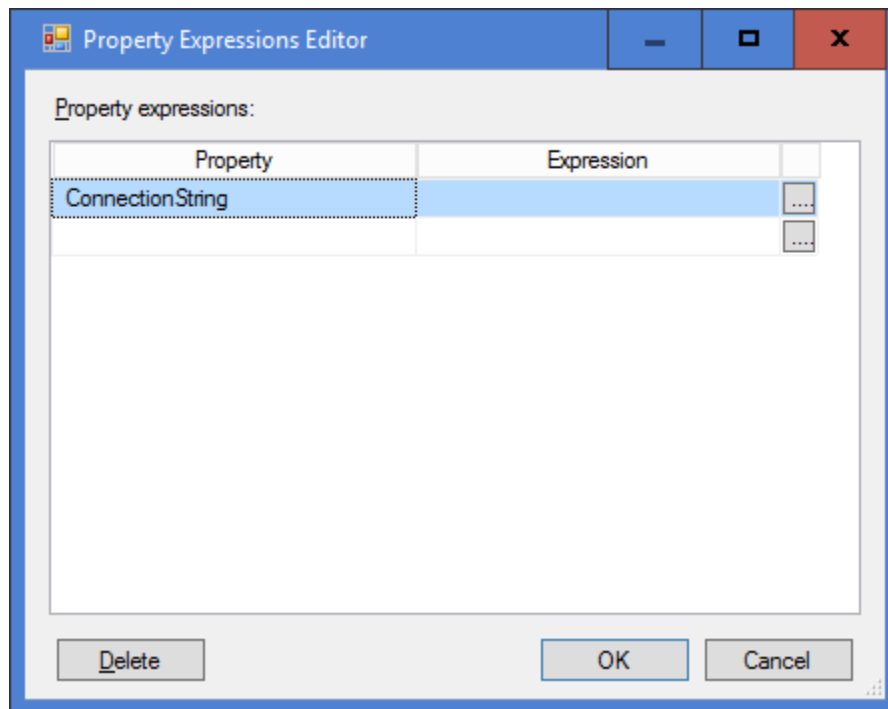 Property Expressions Editor
Property expressions:
Property Expression
ConnectionString ....
....
Delete OK Cancel